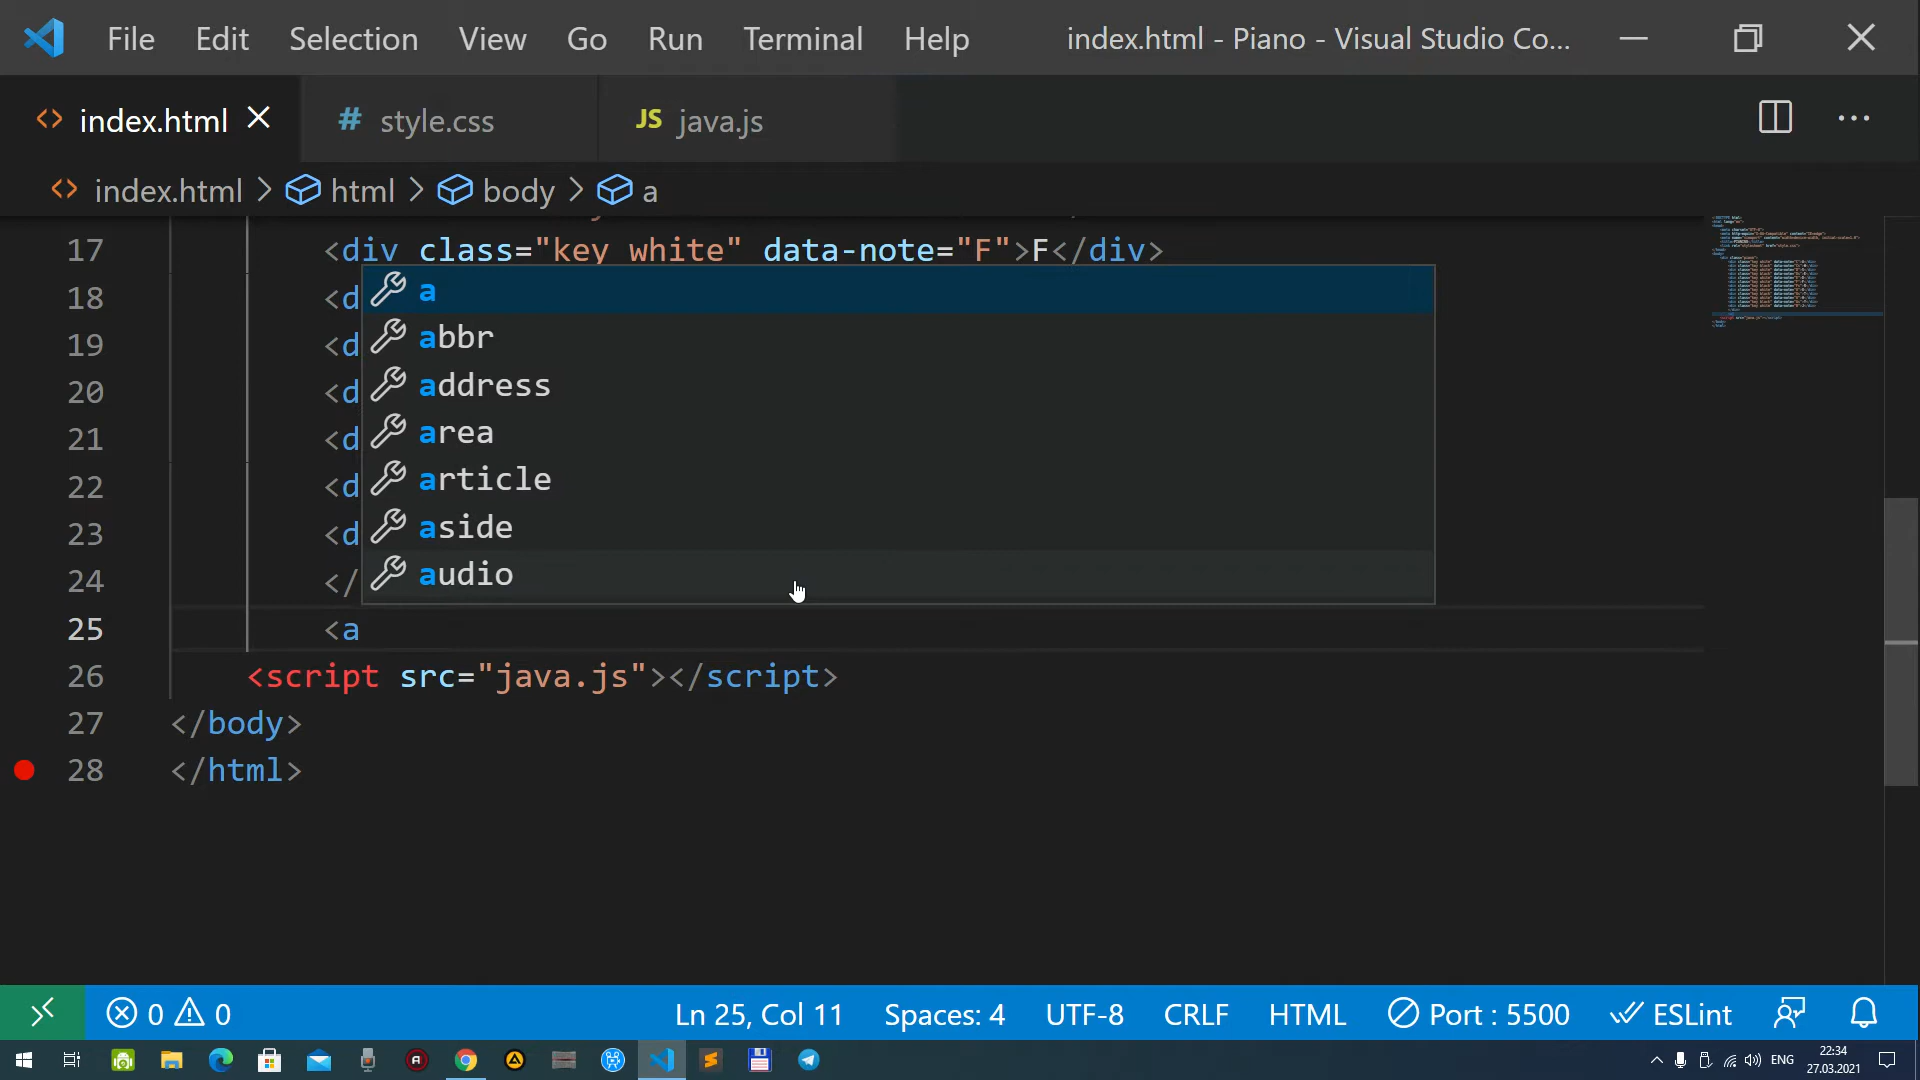 File Edit Selection View Go Run Terminal Help index.html - Piano - Visual Studio Co...
index.html style.css JS java.js
index.html > html > body > a
17 <div class="key white" data-note="F">F</div>
18 <d
a
19 <d
abbr
20 <d
address
21 <d
area
22 <d
article
23 <d
aside
24 </
audio
25 <a
26 <script src="java.js"></script>
27 </body>
28 </html>
0 0 Ln 25, Col 11 Spaces: 4 UTF-8 CRLF HTML Port : 5500 ESLint
ENG 22:34
27.03.2021